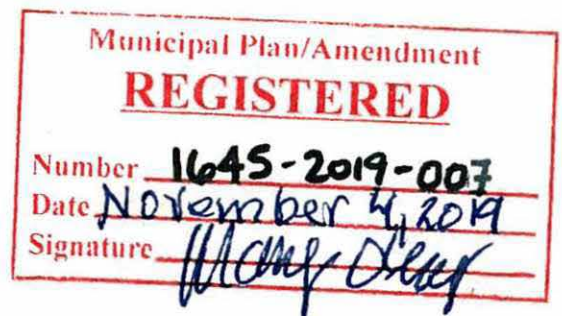 Municipal Plan/Amendment
REGISTERED
Number 1645-2019-007
Date November 4, 2019
Signature